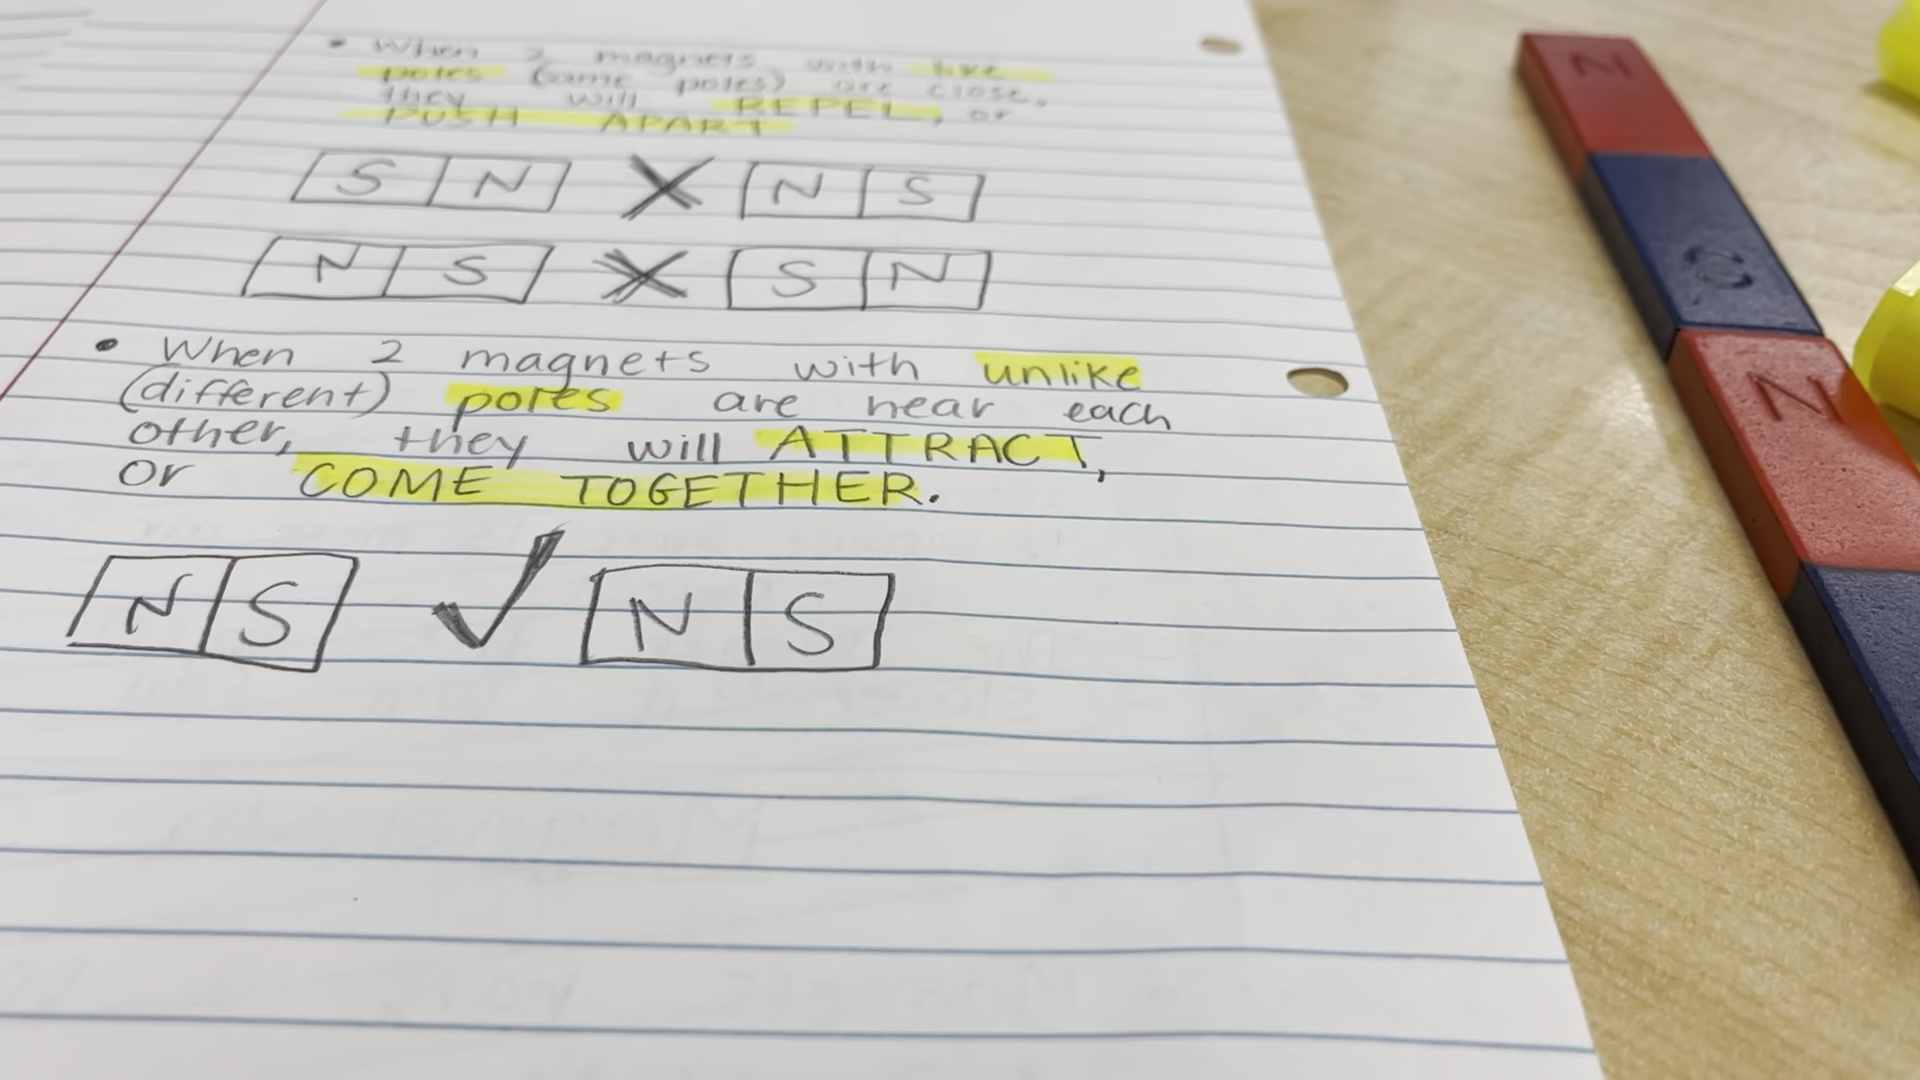 • When 2 magnets with like
poles (same poles) are close,
they will REPEL, or
PUSH APART
S N X N S
N S X S N
• When 2 magnets with unlike
(different) poles are near each
other, they will ATTRACT,
or COME TOGETHER.
N S ✓ N S
N
S
N